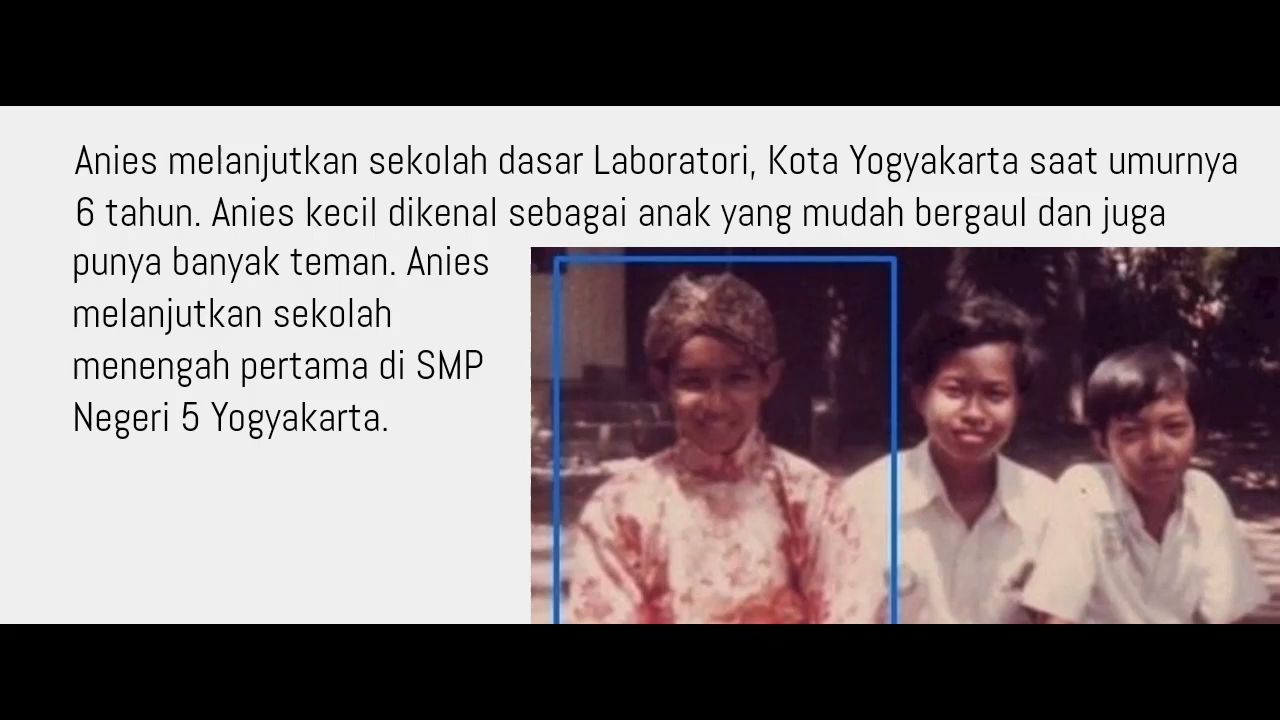 Anies melanjutkan sekolah dasar Laboratori, Kota Yogyakarta saat umurnya
6 tahun. Anies kecil dikenal sebagai anak yang mudah bergaul dan juga
punya banyak teman. Anies
melanjutkan sekolah
menengah pertama di SMP
Negeri 5 Yogyakarta.